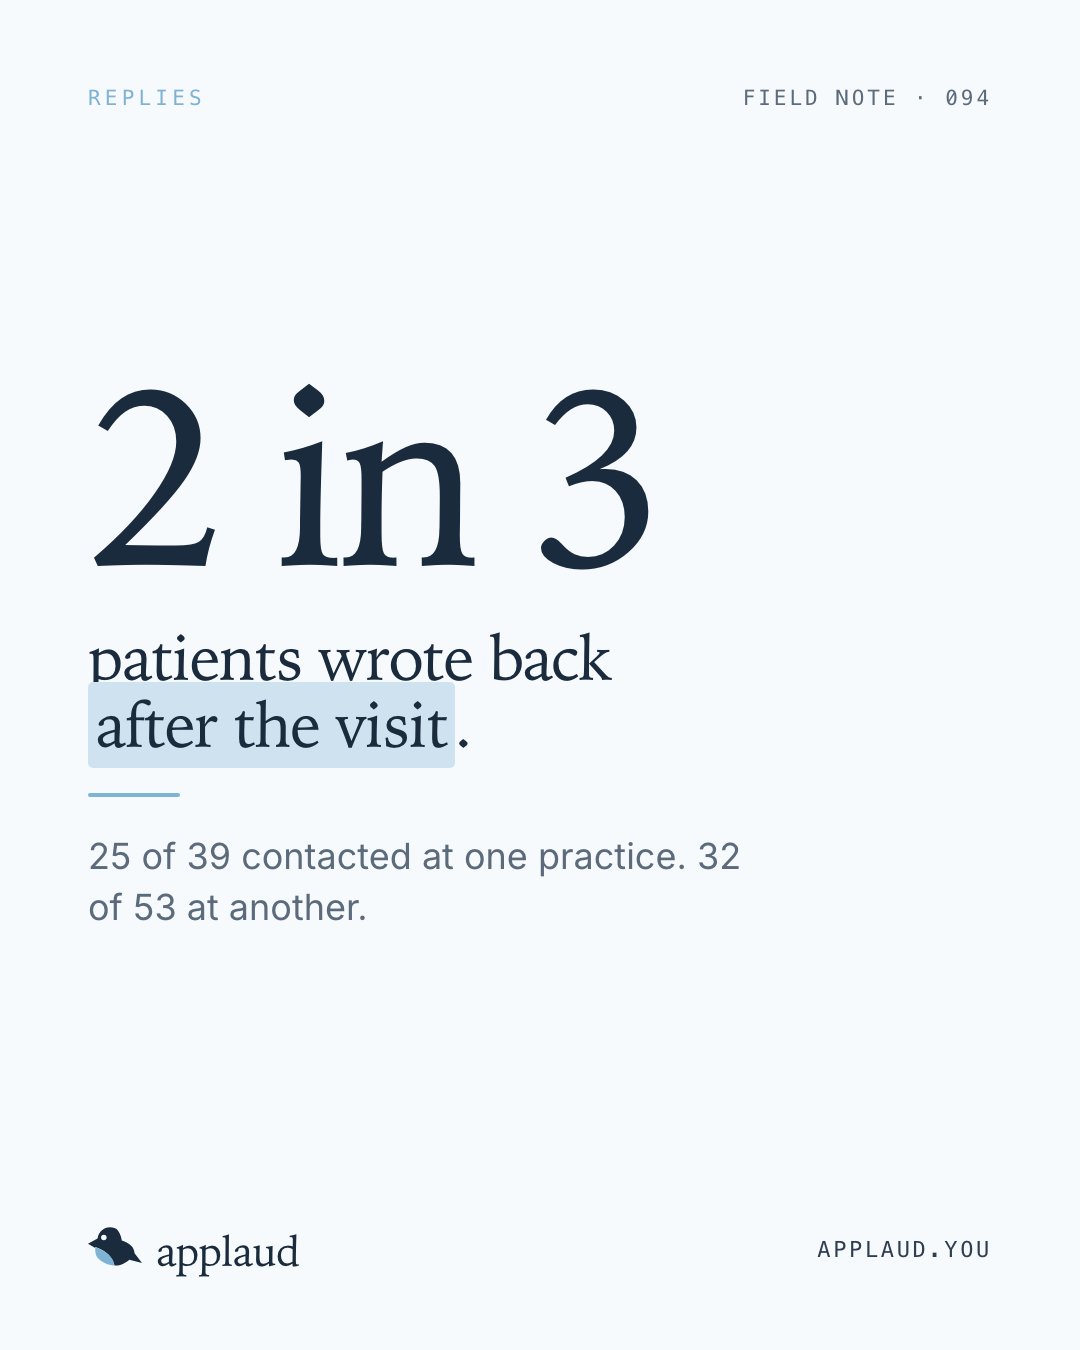 REPLIES
FIELD NOTE · 094
2 in 3
patients wrote back
after the visit.
25 of 39 contacted at one practice. 32
of 53 at another.
applaud
APPLAUD.YOU